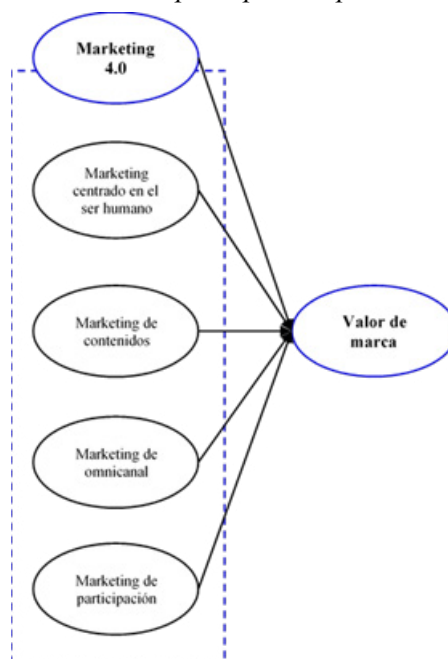 Marketing
4.0
Marketing
centrado en el
ser humano
Marketing de
contenidos
Valor de
marca
Marketing de
omnicanal
Marketing de
participación